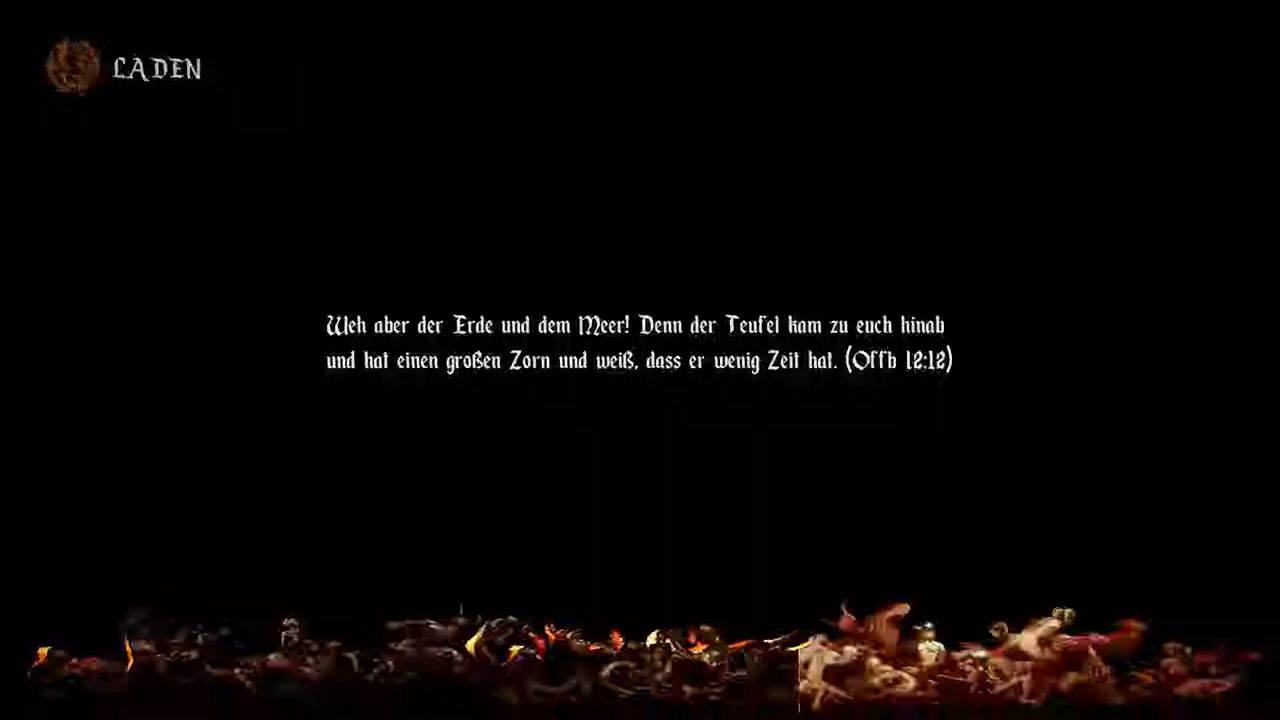 LADEN
Weh aber der Erde und dem Meer! Denn der Teufel kam zu euch hinab
und hat einen großen Zorn und weiß, dass er wenig Zeit hat. (Offb 12:12)